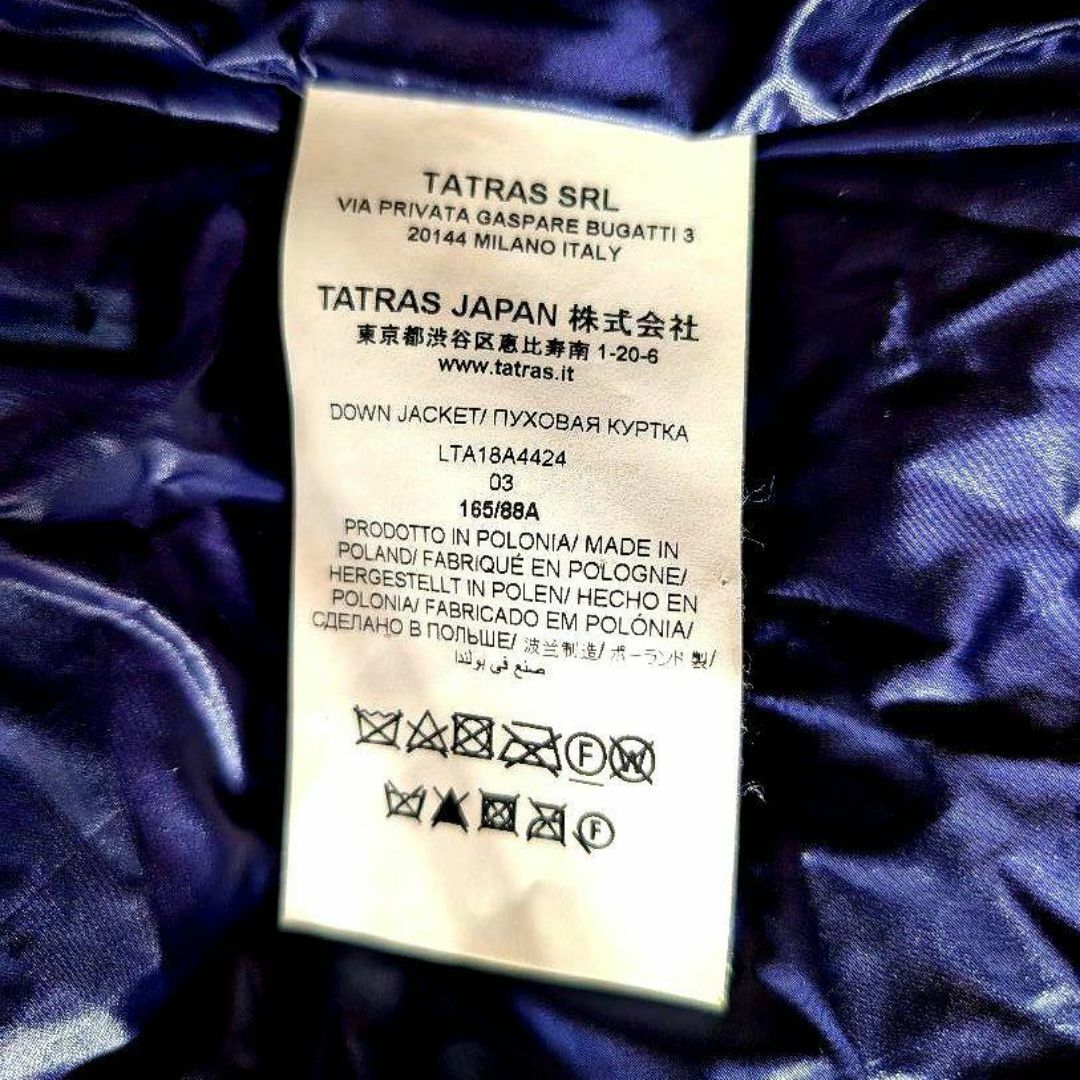 TATRAS SRL
VIA PRIVATA GASPARE BUGATTI 3
20144 MILANO ITALY
TATRAS JAPAN 株式会社
東京都渋谷区恵比寿南 1-20-6
www.tatras.it
DOWN JACKET/ ПУХОВАЯ КУРТКА
LTA18A4424
03
165/88A
PRODOTTO IN POLONIA/ MADE IN
POLAND/ FABRIQUÉ EN POLOGNE/
HERGESTELLT IN POLEN/ HECHO EN
POLONIA/ FABRICADO EM POLÓNIA/
СДЕЛАНО В ПОЛЬШЕ/ 波兰制造/ ポーランド 製/
صنع في بولندا
F W
F